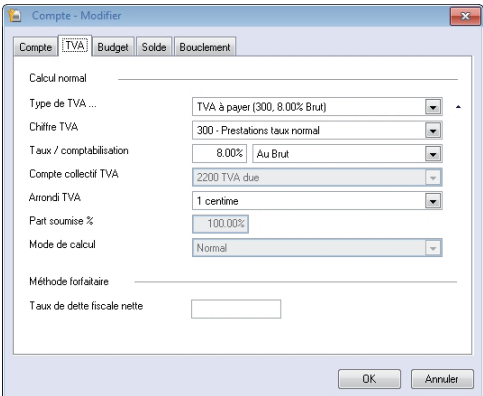 Compte - Modifier
Compte TVA Budget Solde Bouclement
Calcul normal
Type de TVA ... TVA à payer (300, 8.00% Brut)
Chiffre TVA 300 - Prestations taux normal
Taux / comptabilisation 8.00% Au Brut
Compte collectif TVA 2200 TVA due
Arrondi TVA 1 centime
Part soumise % 100.00%
Mode de calcul Normal
Méthode forfaitaire
Taux de dette fiscale nette
OK Annuler